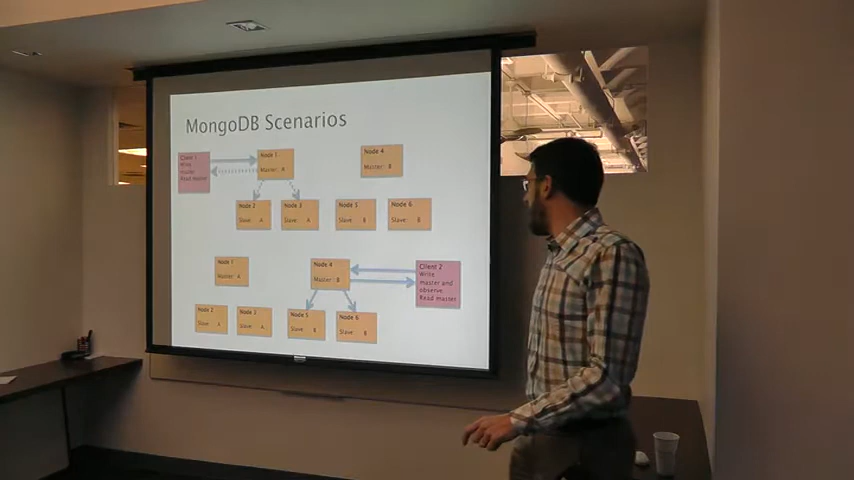 MongoDB Scenarios
Client 1
Write
master
Read master
Node 1
Master: A
Node 4
Master: B
Node 2
Slave: A
Node 3
Slave: A
Node 5
Slave: B
Node 6
Slave: B
Node 1
Master: A
Node 4
Master: B
Client 2
Write
master and
observe
Read master
Node 2
Slave: A
Node 3
Slave: A
Node 5
Slave: B
Node 6
Slave: B